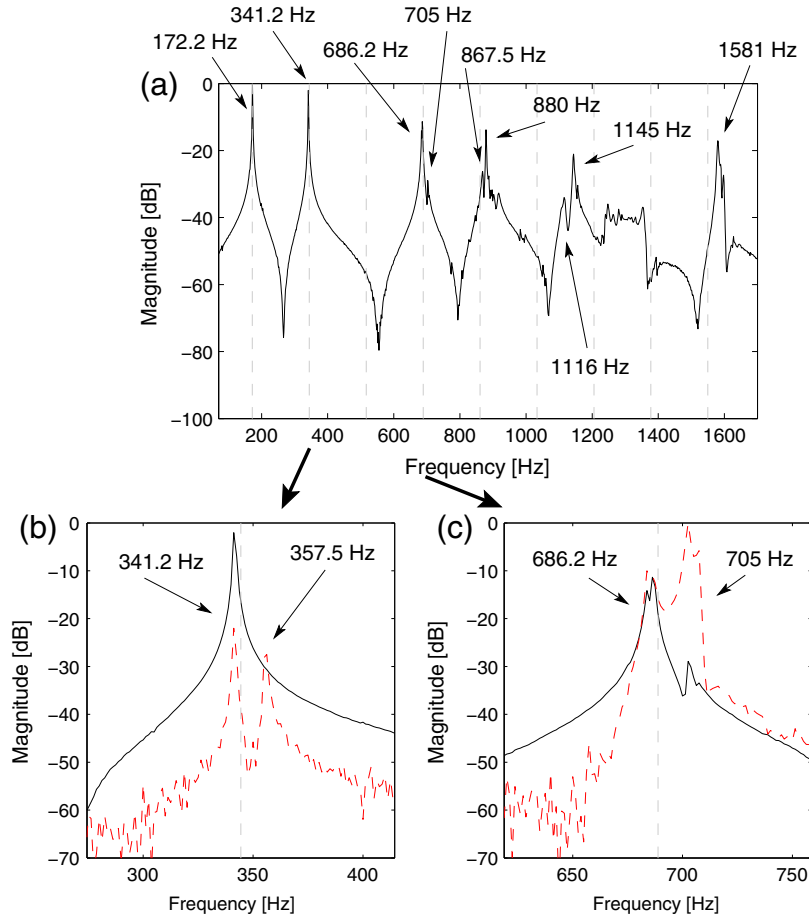 341.2 Hz
705 Hz
172.2 Hz
686.2 Hz
867.5 Hz
1581 Hz
(a)
880 Hz
1145 Hz
1116 Hz
0
−20
−40
−60
−80
−100
Magnitude [dB]
200 400 600 800 1000 1200 1400 1600
Frequency [Hz]
(b)
341.2 Hz
357.5 Hz
0
−10
−20
−30
−40
−50
−60
−70
Magnitude [dB]
300 350 400
Frequency [Hz]
(c)
686.2 Hz
705 Hz
0
−10
−20
−30
−40
−50
−60
−70
Magnitude [dB]
650 700 750
Frequency [Hz]